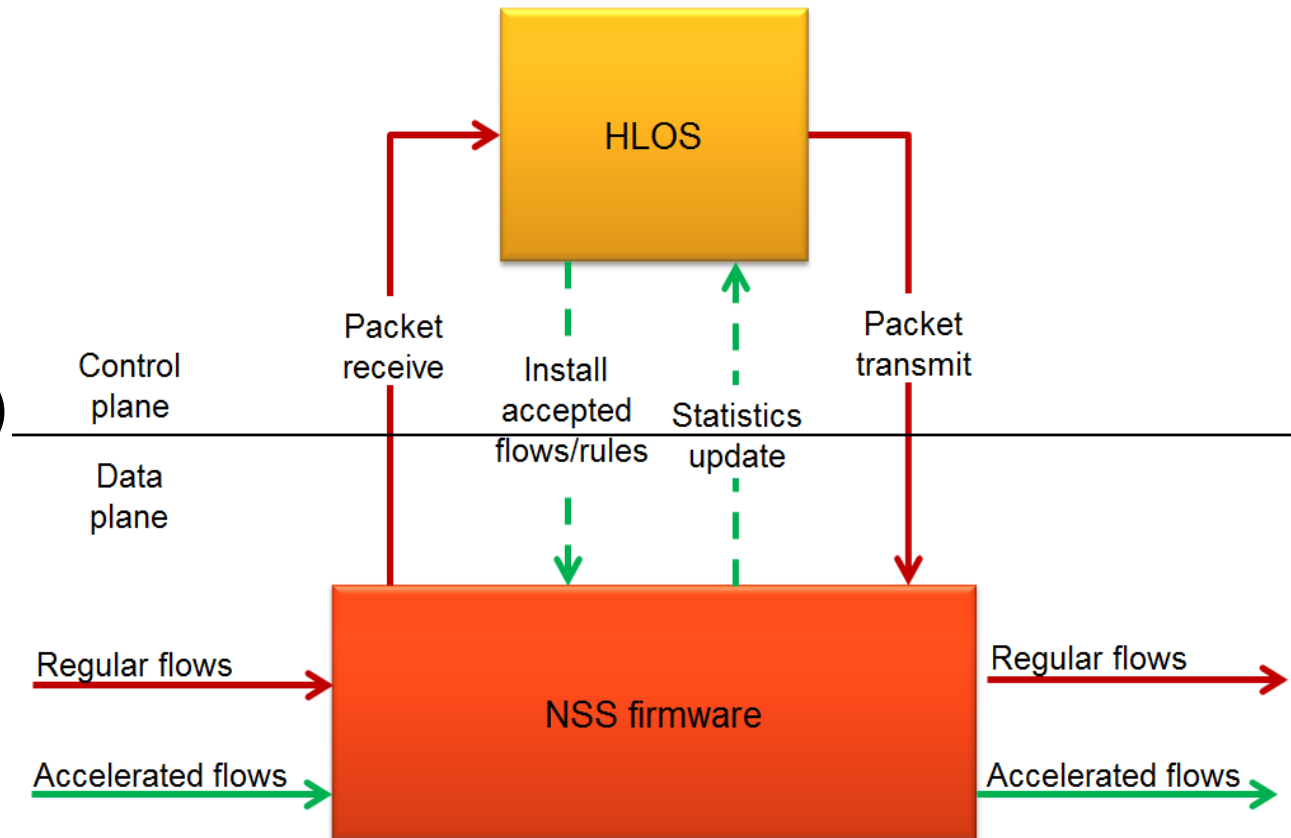 HLOS
Packet
receive
Packet
transmit
Control
plane
Install
accepted
flows/rules
Statistics
update
Data
plane
Regular flows
Regular flows
NSS firmware
Accelerated flows
Accelerated flows